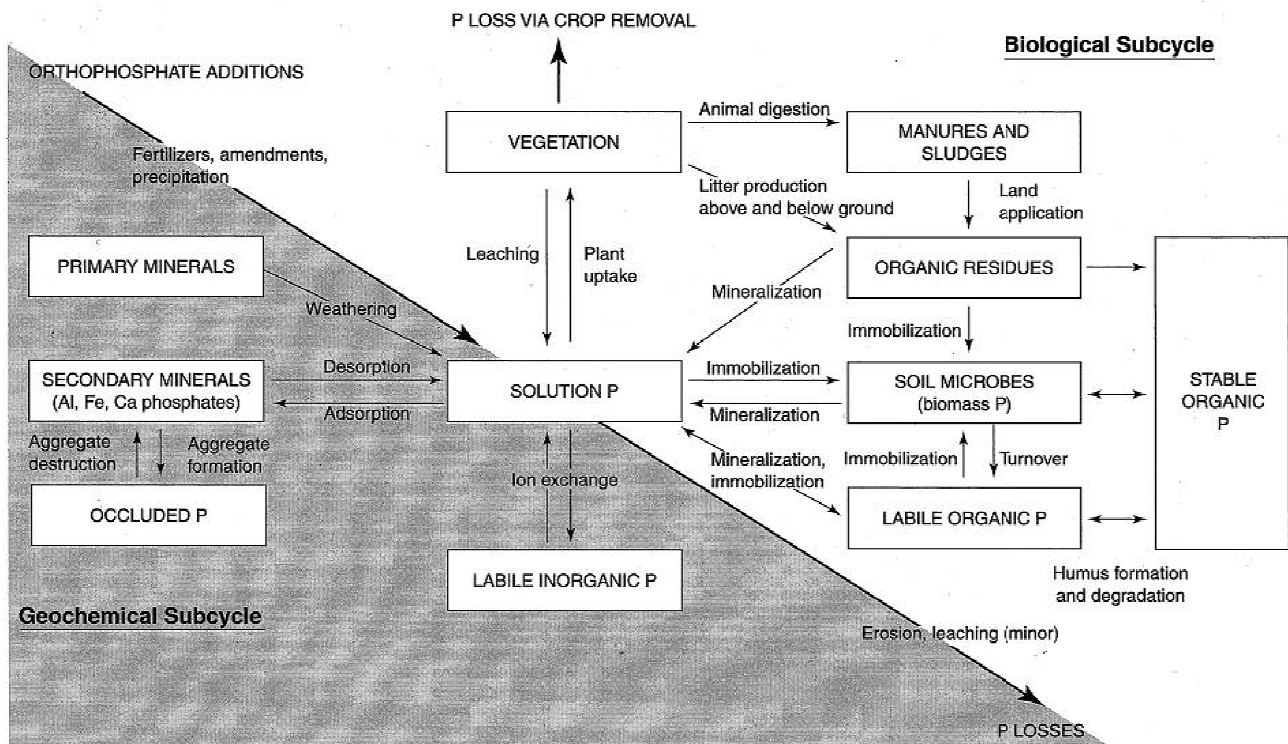 P LOSS VIA CROP REMOVAL
Biological Subcycle
ORTHOPHOSPHATE ADDITIONS
Fertilizers, amendments,
precipitation
VEGETATION
Animal digestion
MANURES AND
SLUDGES
Litter production
above and below ground
Land
application
PRIMARY MINERALS
Weathering
Leaching
Plant
uptake
Mineralization
ORGANIC RESIDUES
Immobilization
SECONDARY MINERALS
(Al, Fe, Ca phosphates)
Desorption
Adsorption
SOLUTION P
Immobilization
Mineralization
SOIL MICROBES
(biomass P)
STABLE
ORGANIC
P
Aggregate
destruction
Aggregate
formation
Ion exchange
Mineralization,
immobilization
Immobilization
Turnover
OCCLUDED P
LABILE INORGANIC P
LABILE ORGANIC P
Humus formation
and degradation
Geochemical Subcycle
Erosion, leaching (minor)
P LOSSES